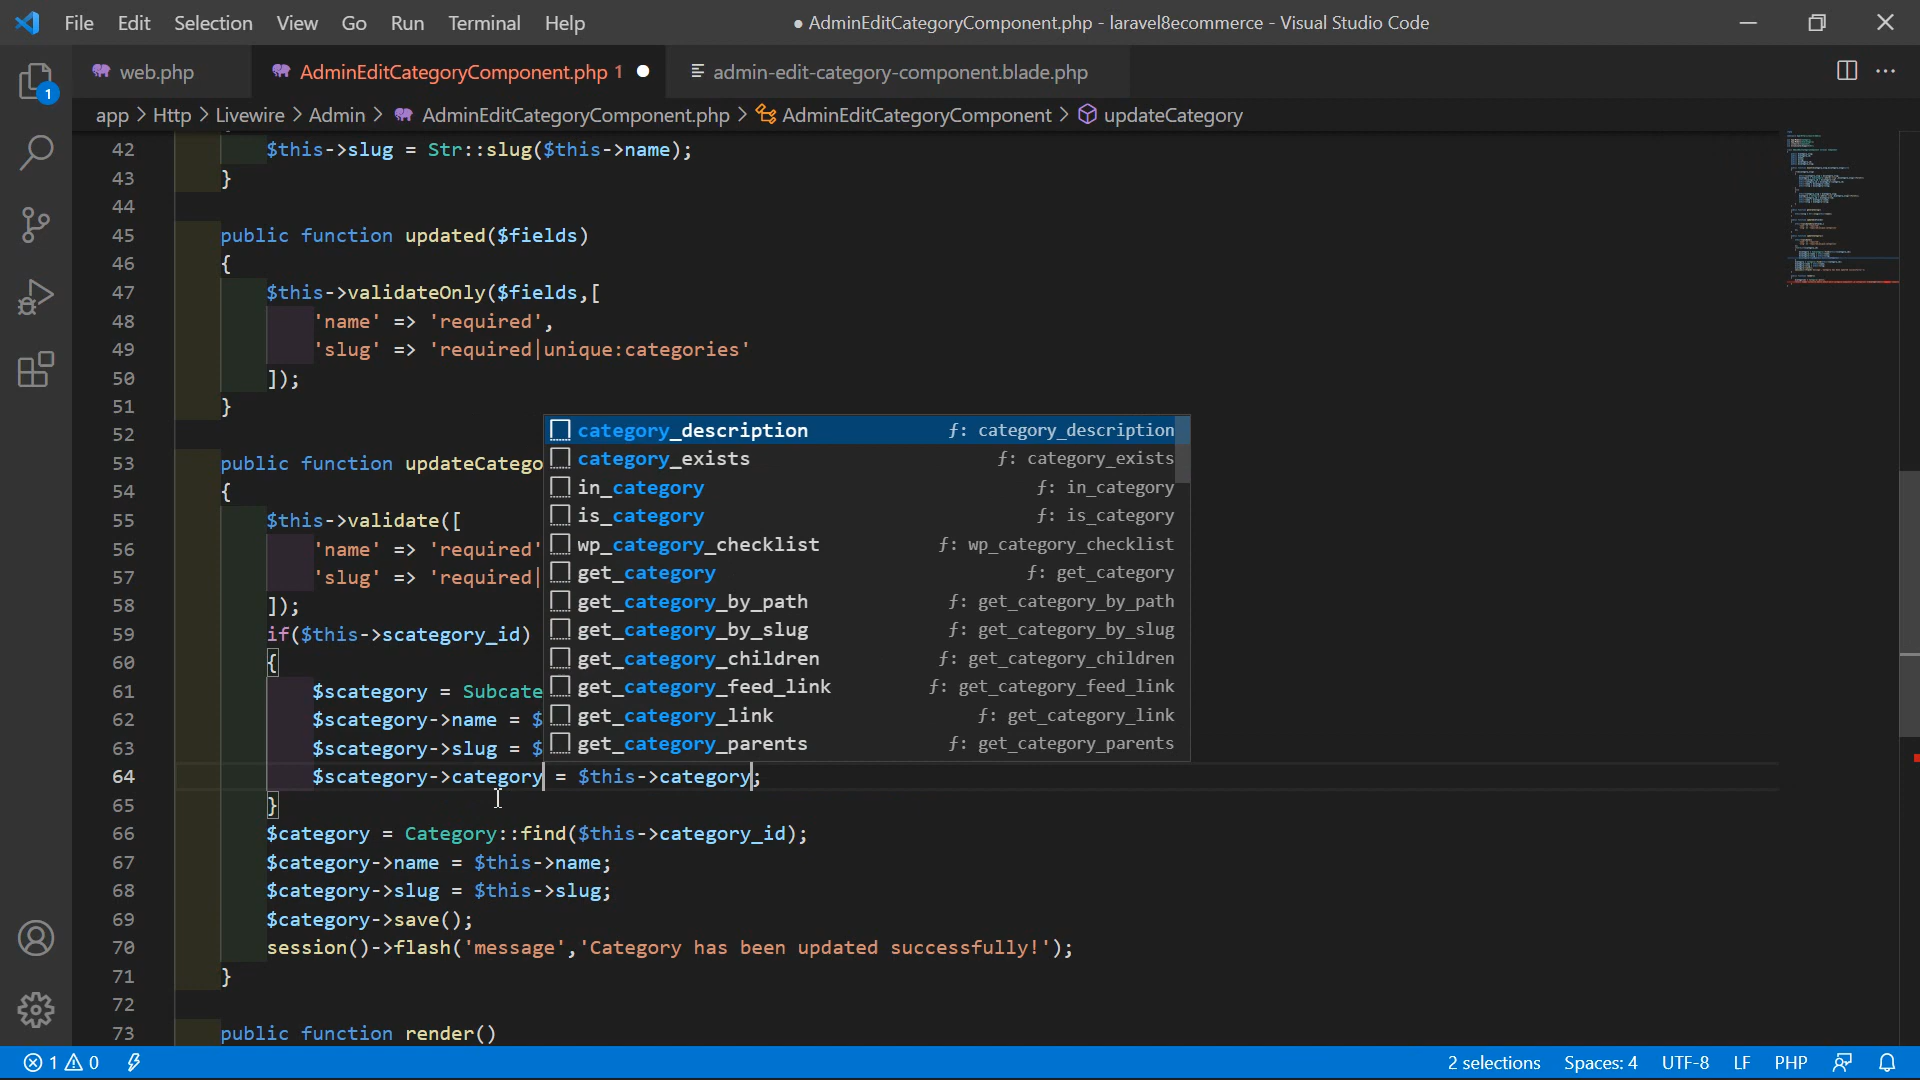 File Edit Selection View Go Run Terminal Help ● AdminEditCategoryComponent.php - laravel8ecommerce - Visual Studio Code
web.php AdminEditCategoryComponent.php 1 admin-edit-category-component.blade.php
app > Http > Livewire > Admin > AdminEditCategoryComponent.php > AdminEditCategoryComponent > updateCategory
1
42 $this->slug = Str::slug($this->name);
43 }
44
45 public function updated($fields)
46 {
47 $this->validateOnly($fields,[
48 'name' => 'required',
49 'slug' => 'required|unique:categories'
50 ]);
51 }
52
53 public function updateCatego
54 {
55 $this->validate([
56 'name' => 'required'
57 'slug' => 'required|
58 ]);
59 if($this->scategory_id)
60 {
61 $scategory = Subcate
62 $scategory->name = $
63 $scategory->slug = $
64 $scategory->category = $this->category;
65 }
66 $category = Category::find($this->category_id);
67 $category->name = $this->name;
68 $category->slug = $this->slug;
69 $category->save();
70 session()->flash('message','Category has been updated successfully!');
71 }
72
73 public function render()
category_description ƒ: category_description
category_exists ƒ: category_exists
in_category ƒ: in_category
is_category ƒ: is_category
wp_category_checklist ƒ: wp_category_checklist
get_category ƒ: get_category
get_category_by_path ƒ: get_category_by_path
get_category_by_slug ƒ: get_category_by_slug
get_category_children ƒ: get_category_children
get_category_feed_link ƒ: get_category_feed_link
get_category_link ƒ: get_category_link
get_category_parents ƒ: get_category_parents
1 0 2 selections Spaces: 4 UTF-8 LF PHP